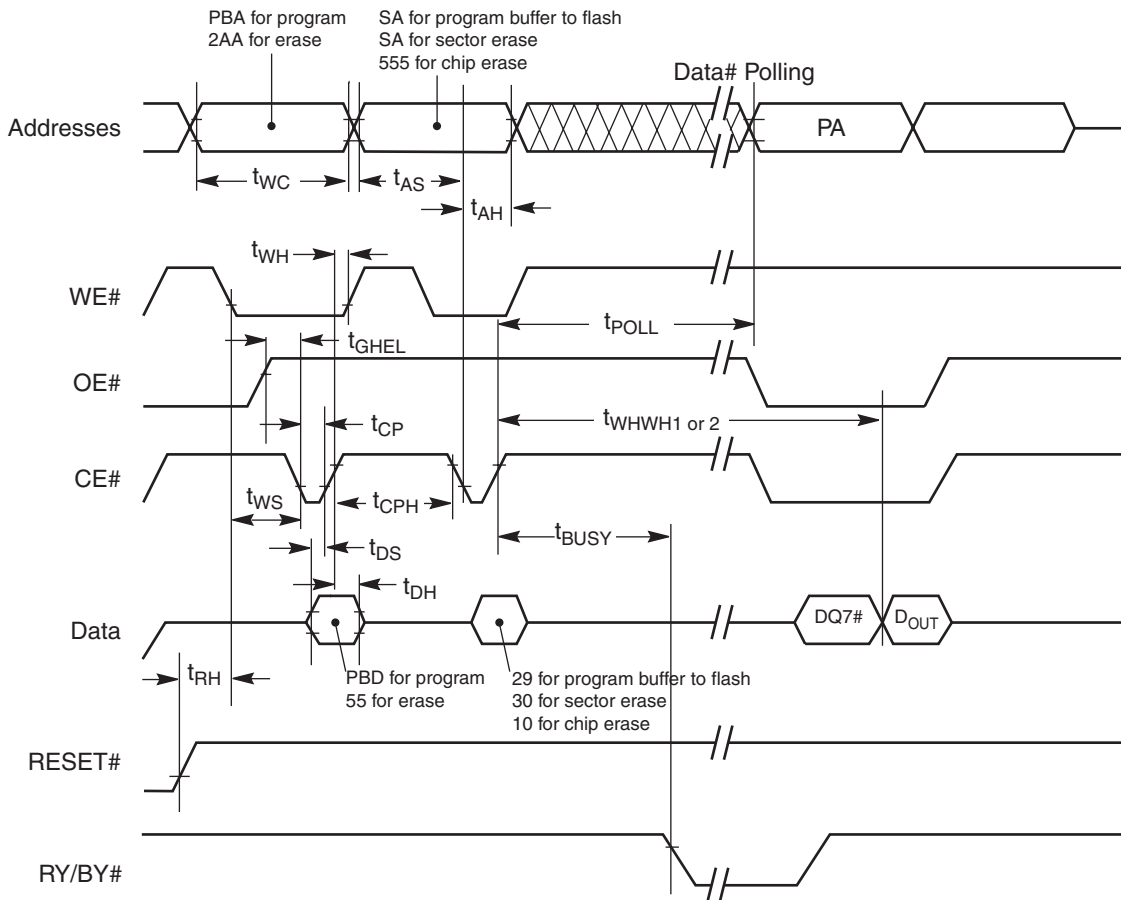 PBA for program
2AA for erase
SA for program buffer to flash
SA for sector erase
555 for chip erase
Data# Polling
Addresses
PA
tWC
tAS
tAH
tWH
WE#
tPOLL
tGHEL
OE#
tWHWH1 or 2
tCP
CE#
tWS
tCPH
tBUSY
tDS
tDH
Data
DQ7#
DOUT
tRH
PBD for program
55 for erase
29 for program buffer to flash
30 for sector erase
10 for chip erase
RESET#
RY/BY#